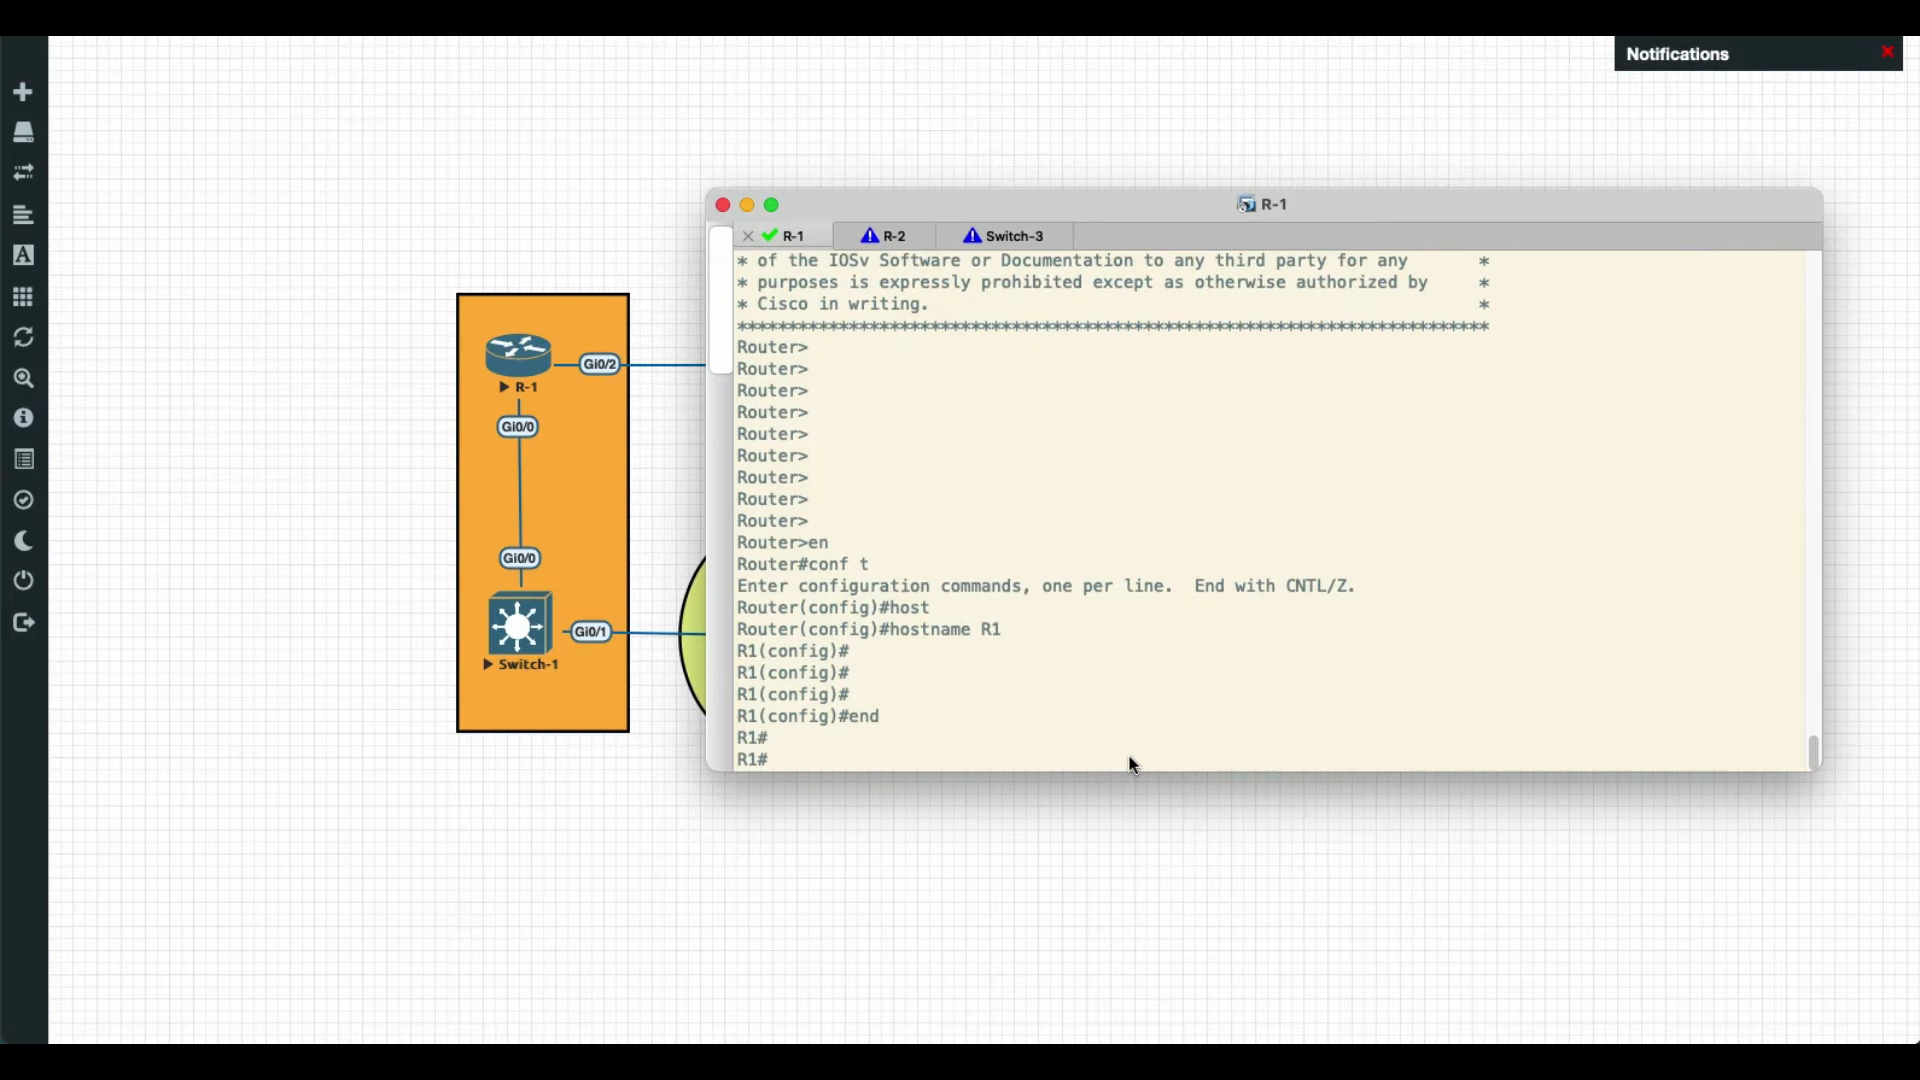 Notifications
R-1
R-1
R-2
Switch-3
* of the IOSv Software or Documentation to any third party for any *
* purposes is expressly prohibited except as otherwise authorized by *
* Cisco in writing. *
**************************************************************************
Router>
Router>
Router>
Router>
Router>
Router>
Router>
Router>
Router>
Router>en
Router#conf t
Enter configuration commands, one per line.  End with CNTL/Z.
Router(config)#host
Router(config)#hostname R1
R1(config)#
R1(config)#
R1(config)#
R1(config)#end
R1#
R1#
Gi0/2
R-1
Gi0/0
Gi0/0
Gi0/1
Switch-1
A